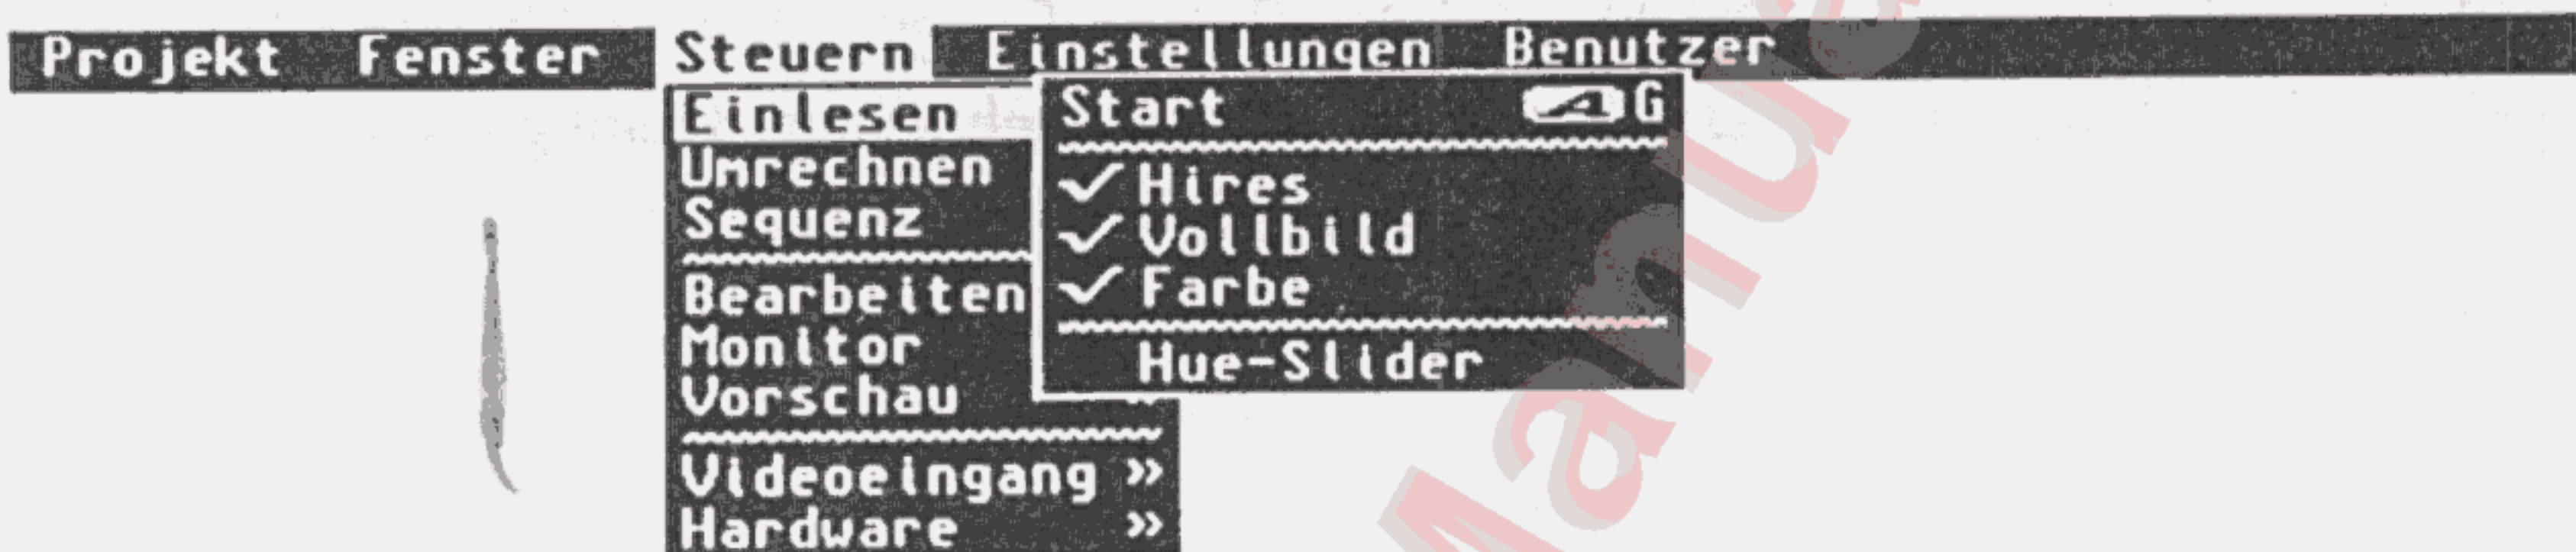 Projekt Fenster Steuern Einstellungen Benutzer
Einlesen
Umrechnen
Sequenz
Bearbeiten
Monitor
Vorschau »
Videoeingang »
Hardware »
Start A G
✓ Hires
✓ Vollbild
✓ Farbe
Hue-Slider
Manua